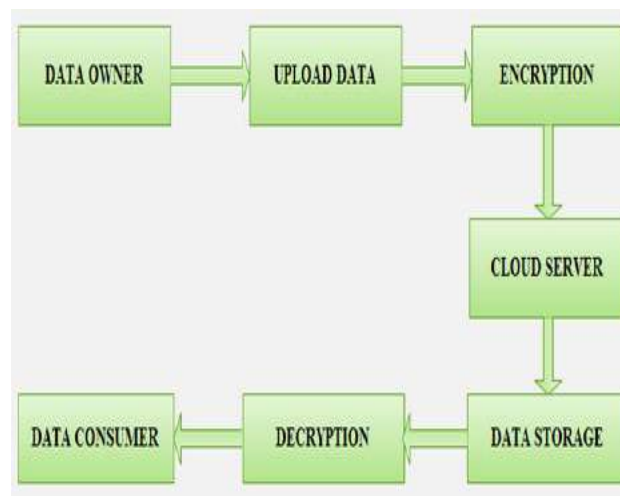 DATA OWNER
UPLOAD DATA
ENCRYPTION
CLOUD SERVER
DATA CONSUMER
DECRYPTION
DATA STORAGE